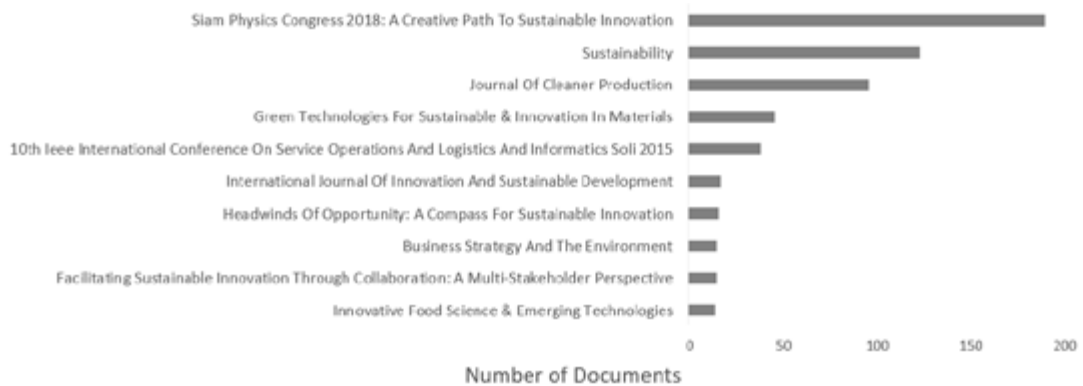 Siam Physics Congress 2018: A Creative Path To Sustainable Innovation
Sustainability
Journal Of Cleaner Production
Green Technologies For Sustainable & Innovation In Materials
10th Ieee International Conference On Service Operations And Logistics And Informatics Soli 2015
International Journal Of Innovation And Sustainable Development
Headwinds Of Opportunity: A Compass For Sustainable Innovation
Business Strategy And The Environment
Facilitating Sustainable Innovation Through Collaboration: A Multi-Stakeholder Perspective
Innovative Food Science & Emerging Technologies
0 50 100 150 200
Number of Documents